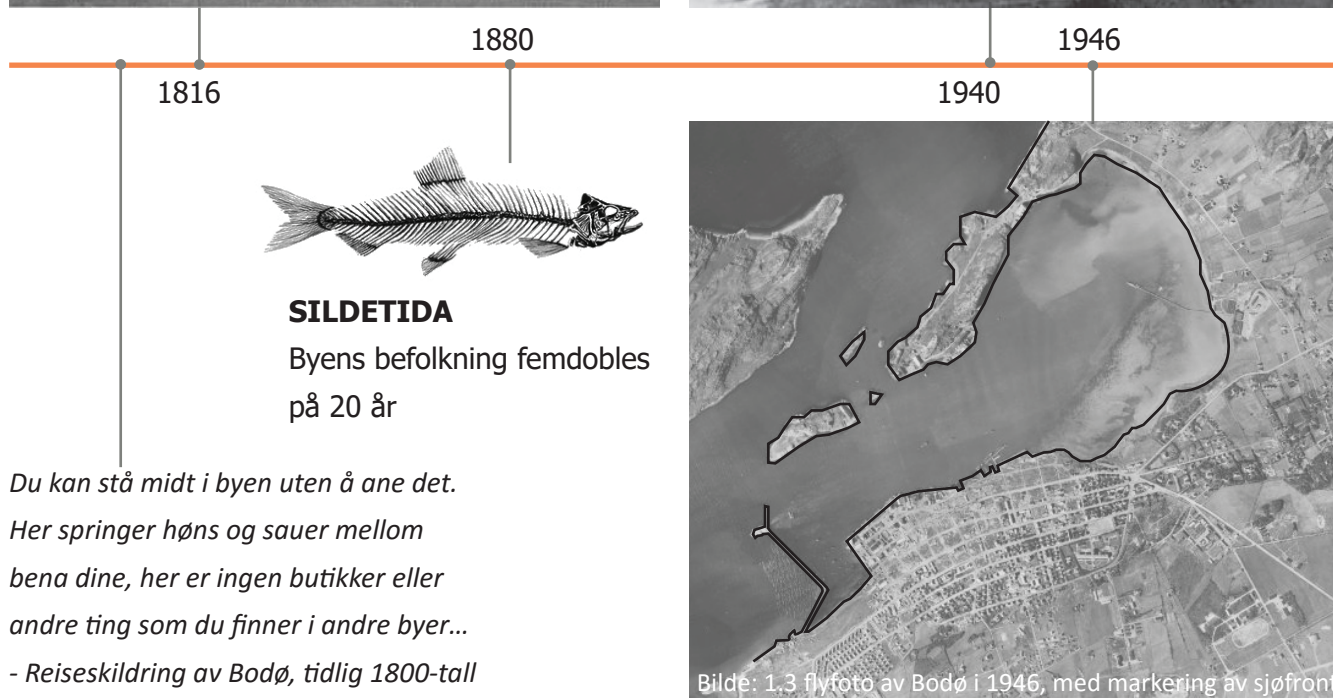 1880
1946
1816
1940
SILDETIDA
Byens befolkning femdobles
på 20 år
Du kan stå midt i byen uten å ane det.
Her springer høns og sauer mellom
bena dine, her er ingen butikker eller
andre ting som du finner i andre byer...
- Reiseskildring av Bodø, tidlig 1800-tall
Bilde: 1.3 flyfoto av Bodø i 1946, med markering av sjøfront